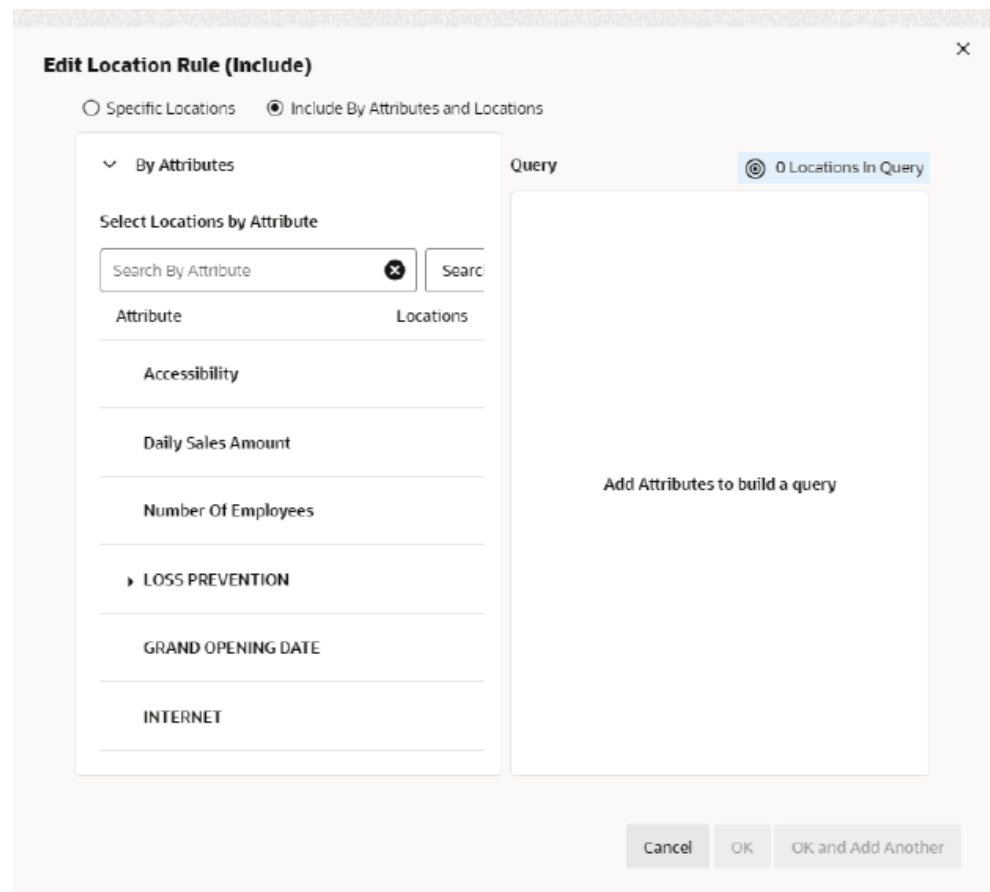 Edit Location Rule (Include)
Specific Locations Include By Attributes and Locations
By Attributes
Select Locations by Attribute
Search By Attribute Searc
Attribute Locations
Accessibility
Daily Sales Amount
Number Of Employees
LOSS PREVENTION
GRAND OPENING DATE
INTERNET
Query 0 Locations In Query
Add Attributes to build a query
Cancel OK OK and Add Another